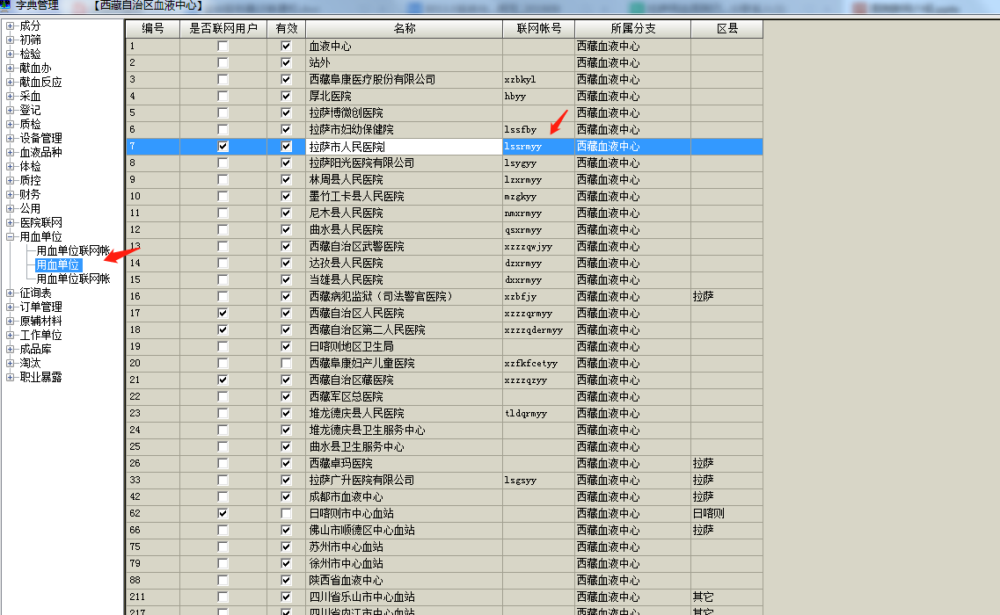 字典管理 【西藏自治区血液中心】
成分
初筛
检验
献血办
献血反应
采血
登记
质检
设备管理
血液品种
体检
质控
财务
公用
医院联网
用血单位
用血单位联网帐
用血单位
用血单位联网帐
征询表
订单管理
原辅材料
工作单位
成品库
淘汰
职业暴露
编号 是否联网用户 有效 名称 联网帐号 所属分支 区县
1 血液中心 西藏血液中心
2 站外 西藏血液中心
3 西藏阜康医疗股份有限公司 xzbkyl 西藏血液中心
4 厚北医院 hbyy 西藏血液中心
5 拉萨博微创医院 西藏血液中心
6 拉萨市妇幼保健院 lssfby 西藏血液中心
7 拉萨市人民医院 lssrmyy 西藏血液中心
8 拉萨阳光医院有限公司 lsygyy 西藏血液中心
9 林周县人民医院 lzxrmyy 西藏血液中心
10 墨竹工卡县人民医院 mzgkyy 西藏血液中心
11 尼木县人民医院 nmxrmyy 西藏血液中心
12 曲水县人民医院 qsxrmyy 西藏血液中心
13 西藏自治区武警医院 xzzzqwjyy 西藏血液中心
14 达孜县人民医院 dzxrmyy 西藏血液中心
15 当雄县人民医院 dxxrmyy 西藏血液中心
16 西藏病犯监狱（司法警官医院） xzbfjy 西藏血液中心 拉萨
17 西藏自治区人民医院 xzzzqrmyy 西藏血液中心
18 西藏自治区第二人民医院 xzzzqdermyy 西藏血液中心
19 日喀则地区卫生局 西藏血液中心
20 西藏阜康妇产儿童医院 xzfkfcetyy 西藏血液中心
21 西藏自治区藏医院 xzzzqzyy 西藏血液中心
22 西藏军区总医院 西藏血液中心
23 堆龙德庆县人民医院 tldqrmyy 西藏血液中心
24 堆龙德庆县卫生服务中心 西藏血液中心
25 曲水县卫生服务中心 西藏血液中心
26 西藏卓玛医院 西藏血液中心 拉萨
33 拉萨广升医院有限公司 lsgsyy 西藏血液中心 拉萨
42 成都市血液中心 西藏血液中心 拉萨
62 日喀则市中心血站 西藏血液中心 日喀则
66 佛山市顺德区中心血站 西藏血液中心 拉萨
75 苏州市中心血站 西藏血液中心
79 徐州市中心血站 西藏血液中心
88 陕西省血液中心 西藏血液中心
211 四川省乐山市中心血站 西藏血液中心 其它
217 四川省内江市中心血站 西藏血液中心 其它